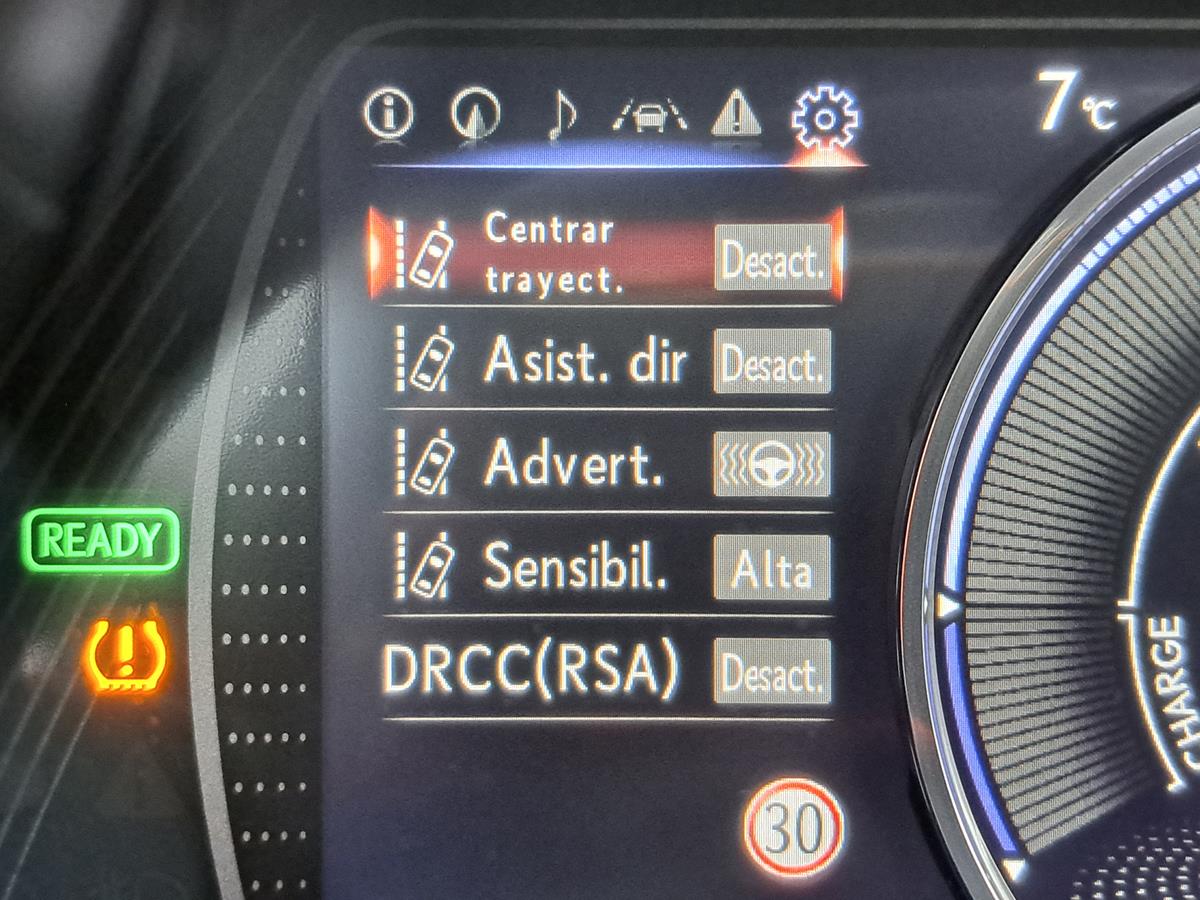 7°C
Centrar
trayect.
Desact.
Asist. dir
Desact.
Advert.
Sensibil.
Alta
DRCC(RSA)
Desact.
READY
CHARGE
30